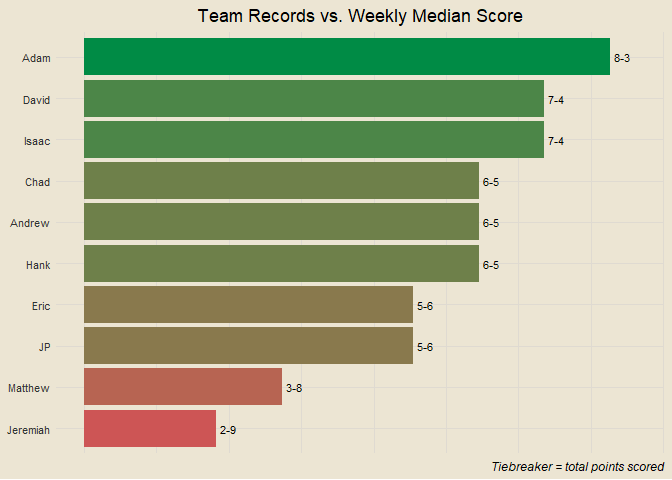 Team Records vs. Weekly Median Score
Adam 8-3
David 7-4
Isaac 7-4
Chad 6-5
Andrew 6-5
Hank 6-5
Eric 5-6
JP 5-6
Matthew 3-8
Jeremiah 2-9
Tiebreaker = total points scored